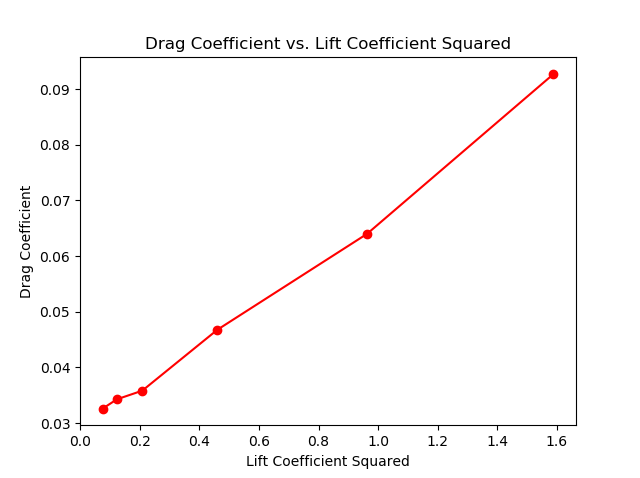 Drag Coefficient vs. Lift Coefficient Squared
0.09
0.08
0.07
0.06
0.05
0.04
0.03
Drag Coefficient
0.0 0.2 0.4 0.6 0.8 1.0 1.2 1.4 1.6
Lift Coefficient Squared